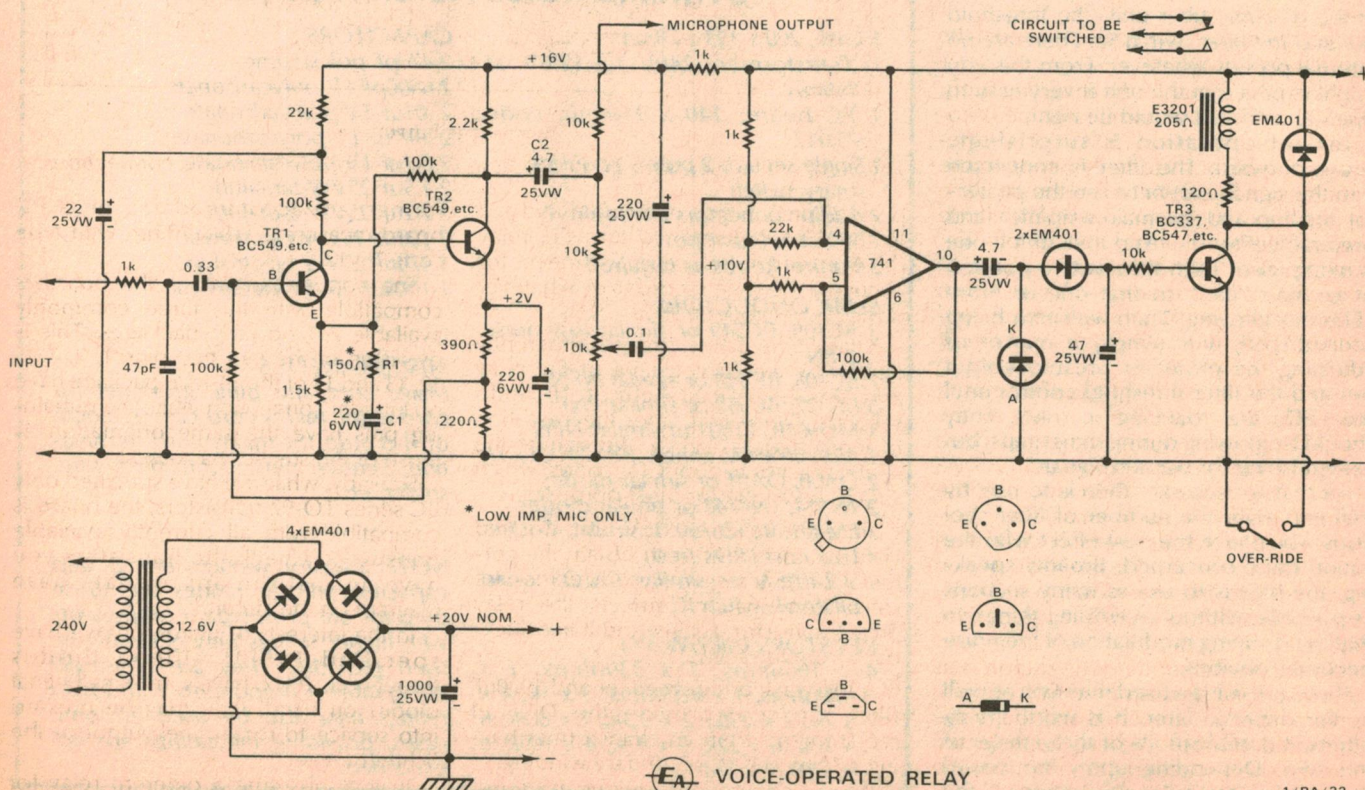 MICROPHONE OUTPUT
CIRCUIT TO BE
SWITCHED
+16V
1k
22k
2.2k
10k
1k
E3201
205Ω
EM401
100k
C2
25VW
100k
22
25VW
TR1
BC549,etc.
TR2
BC549,etc.
220
25VW
22k
+10V
1k
4
5
741
11
6
10
4.7
25VW
2xEM401
10k
120Ω
TR3
BC337,
BC547,etc.
1k
0.33
B
C
E
+2V
10k
10k
0.1
1k
100k
K
A
47
25VW
INPUT
47pF
100k
1.5k
*
150Ω
R1
*
220
6VW
C1
390Ω
220Ω
220
6VW
*LOW IMP. MIC ONLY
OVER-RIDE
B
E
C
B
E
C
4xEM401
240V
12.6V
+20V NOM.
+
1000
25VW
−
C
E
B
B
E
C
B
E
C
A
K
EA
VOICE-OPERATED RELAY